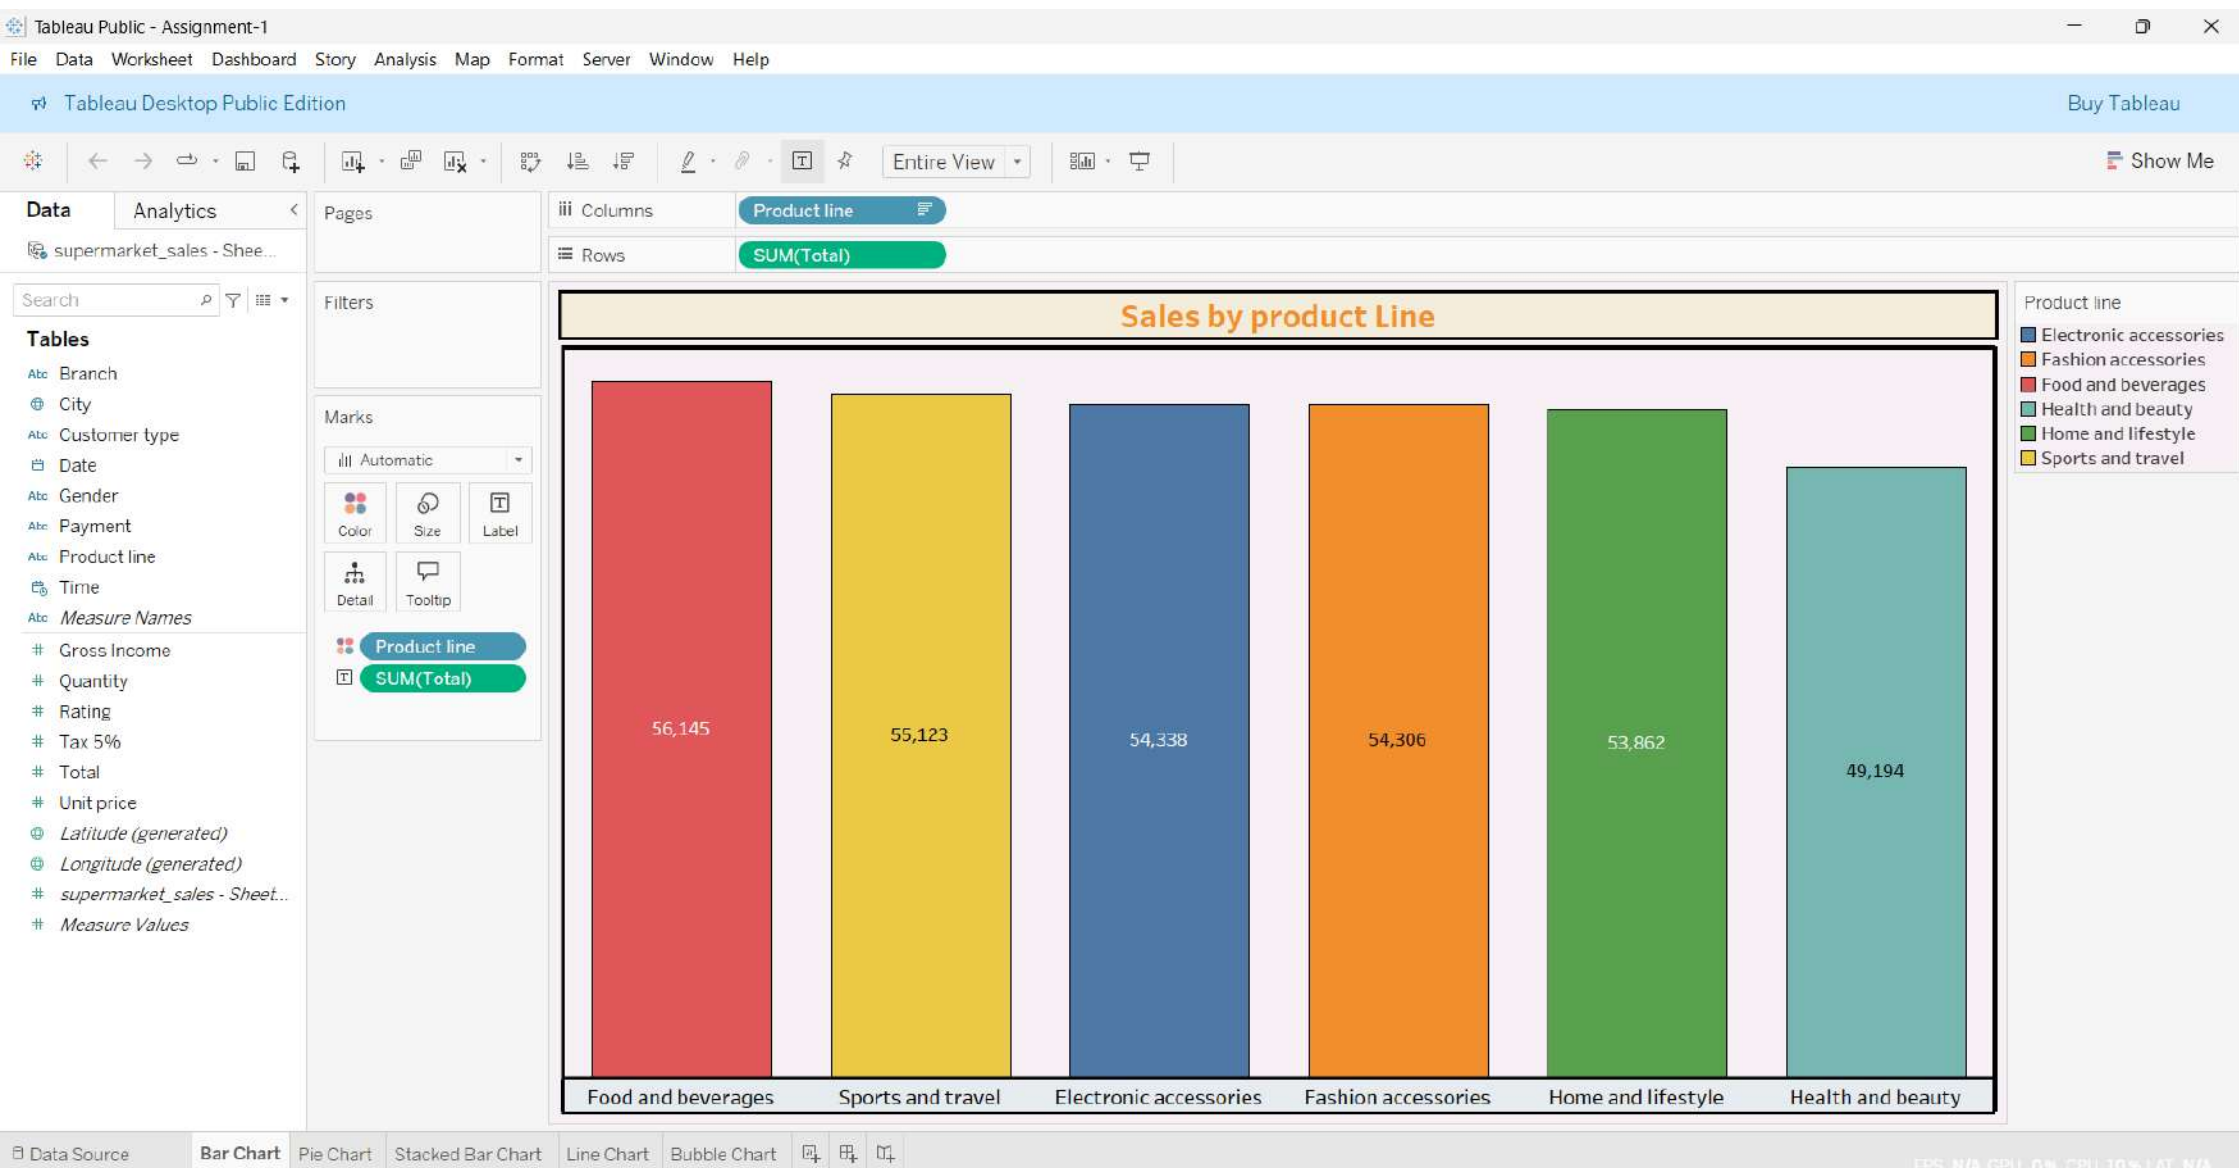 Tableau Public - Assignment-1
File Data Worksheet Dashboard Story Analysis Map Format Server Window Help
Tableau Desktop Public Edition
Buy Tableau
Entire View
Show Me
Data
Analytics
supermarket_sales - Shee...
Search
Tables
Abc Branch
City
Abc Customer type
Date
Abc Gender
Abc Payment
Abc Product line
Time
Abc Measure Names
# Gross Income
# Quantity
# Rating
# Tax 5%
# Total
# Unit price
Latitude (generated)
Longitude (generated)
# supermarket_sales - Sheet...
# Measure Values
Pages
Filters
Marks
Automatic
Color
Size
Label
Detail
Tooltip
Product line
SUM(Total)
Columns
Product line
Rows
SUM(Total)
Sales by product Line
56,145
55,123
54,338
54,306
53,862
49,194
Food and beverages
Sports and travel
Electronic accessories
Fashion accessories
Home and lifestyle
Health and beauty
Product line
Electronic accessories
Fashion accessories
Food and beverages
Health and beauty
Home and lifestyle
Sports and travel
Data Source
Bar Chart
Pie Chart
Stacked Bar Chart
Line Chart
Bubble Chart